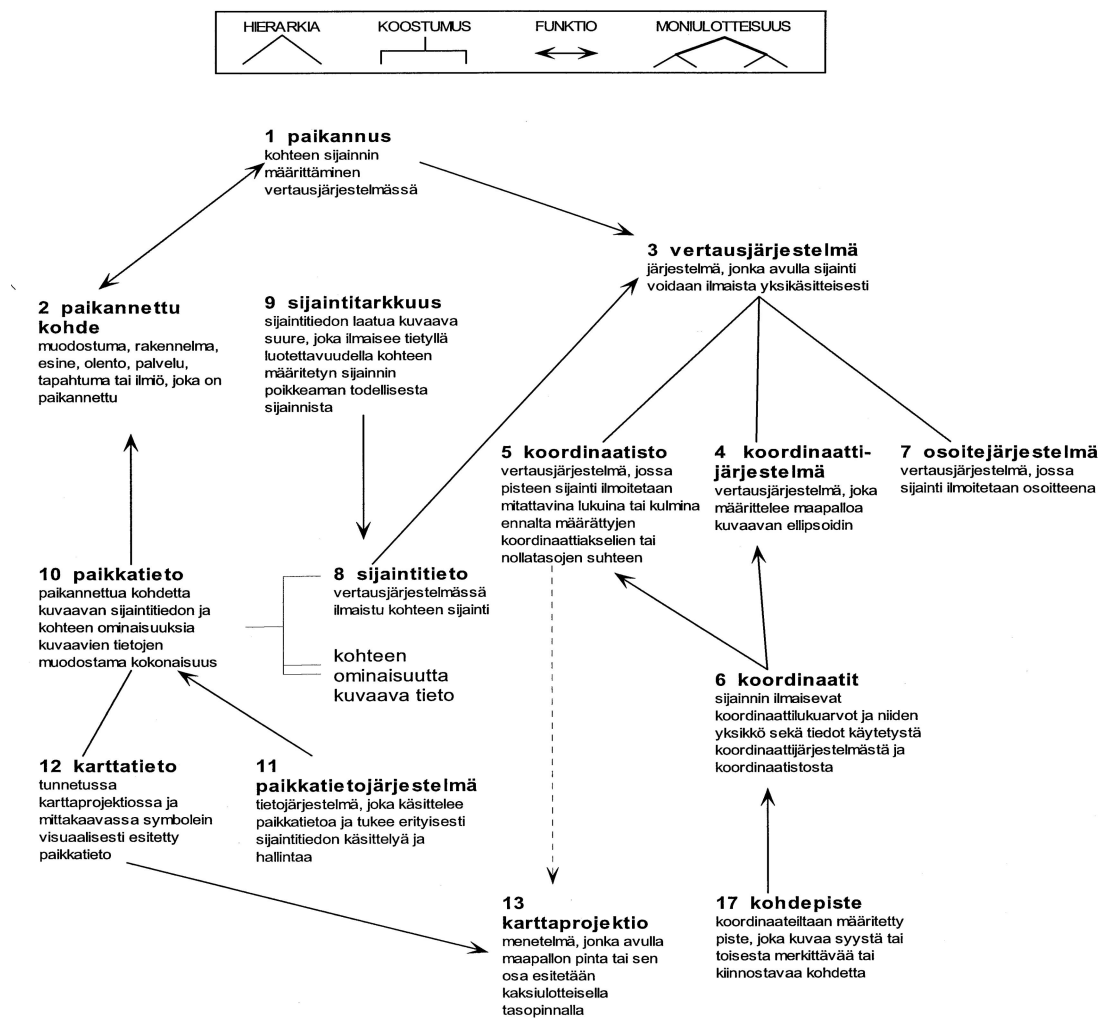 HIERARKIA KOOSTUMUS FUNKTIO MONIULOTTEISUUS
1 paikannus
kohteen sijainnin
määrittäminen
vertausjärjestelmässä
3 vertausjärjestelmä
järjestelmä, jonka avulla sijainti
voidaan ilmaista yksikäsitteisesti
2 paikannettu
kohde
muodostuma, rakennelma,
esine, olento, palvelu,
tapahtuma tai ilmiö, joka on
paikannettu
9 sijaintitarkkuus
sijaintitiedon laatua kuvaava
suure, joka ilmaisee tietyllä
luotettavuudella kohteen
määritetyn sijainnin
poikkeaman todellisesta
sijainnista
5 koordinaatisto
vertausjärjestelmä, jossa
pisteen sijainti ilmoitetaan
mitattavina lukuina tai kulmina
ennalta määrättyjen
koordinaattiakselien tai
nollatasojen suhteen
4 koordinaatti-
järjestelmä
vertausjärjestelmä, joka
määrittelee maapalloa
kuvaavan ellipsoidin
7 osoitejärjestelmä
vertausjärjestelmä, jossa
sijainti ilmoitetaan osoitteena
10 paikkatieto
paikannettua kohdetta
kuvaavan sijaintitiedon ja
kohteen ominaisuuksia
kuvaavien tietojen
muodostama kokonaisuus
8 sijaintitieto
vertausjärjestelmässä
ilmaistu kohteen sijainti
kohteen
ominaisuutta
kuvaava tieto
6 koordinaatit
sijainnin ilmaisevat
koordinaattilukuarvot ja niiden
yksikkö sekä tiedot käytetystä
koordinaattijärjestelmästä ja
koordinaatistosta
12 karttatieto
tunnetussa
karttaprojektiossa ja
mittakaavassa symbolein
visuaalisesti esitetty
paikkatieto
11
paikkatietojärjestelmä
tietojärjestelmä, joka käsittelee
paikkatietoa ja tukee erityisesti
sijaintitiedon käsittelyä ja
hallintaa
13
karttaprojektio
menetelmä, jonka avulla
maapallon pinta tai sen
osa esitetään
kaksiulotteisella
tasopinnalla
17 kohdepiste
koordinaateiltaan määritetty
piste, joka kuvaa syystä tai
toisesta merkittävää tai
kiinnostavaa kohdetta